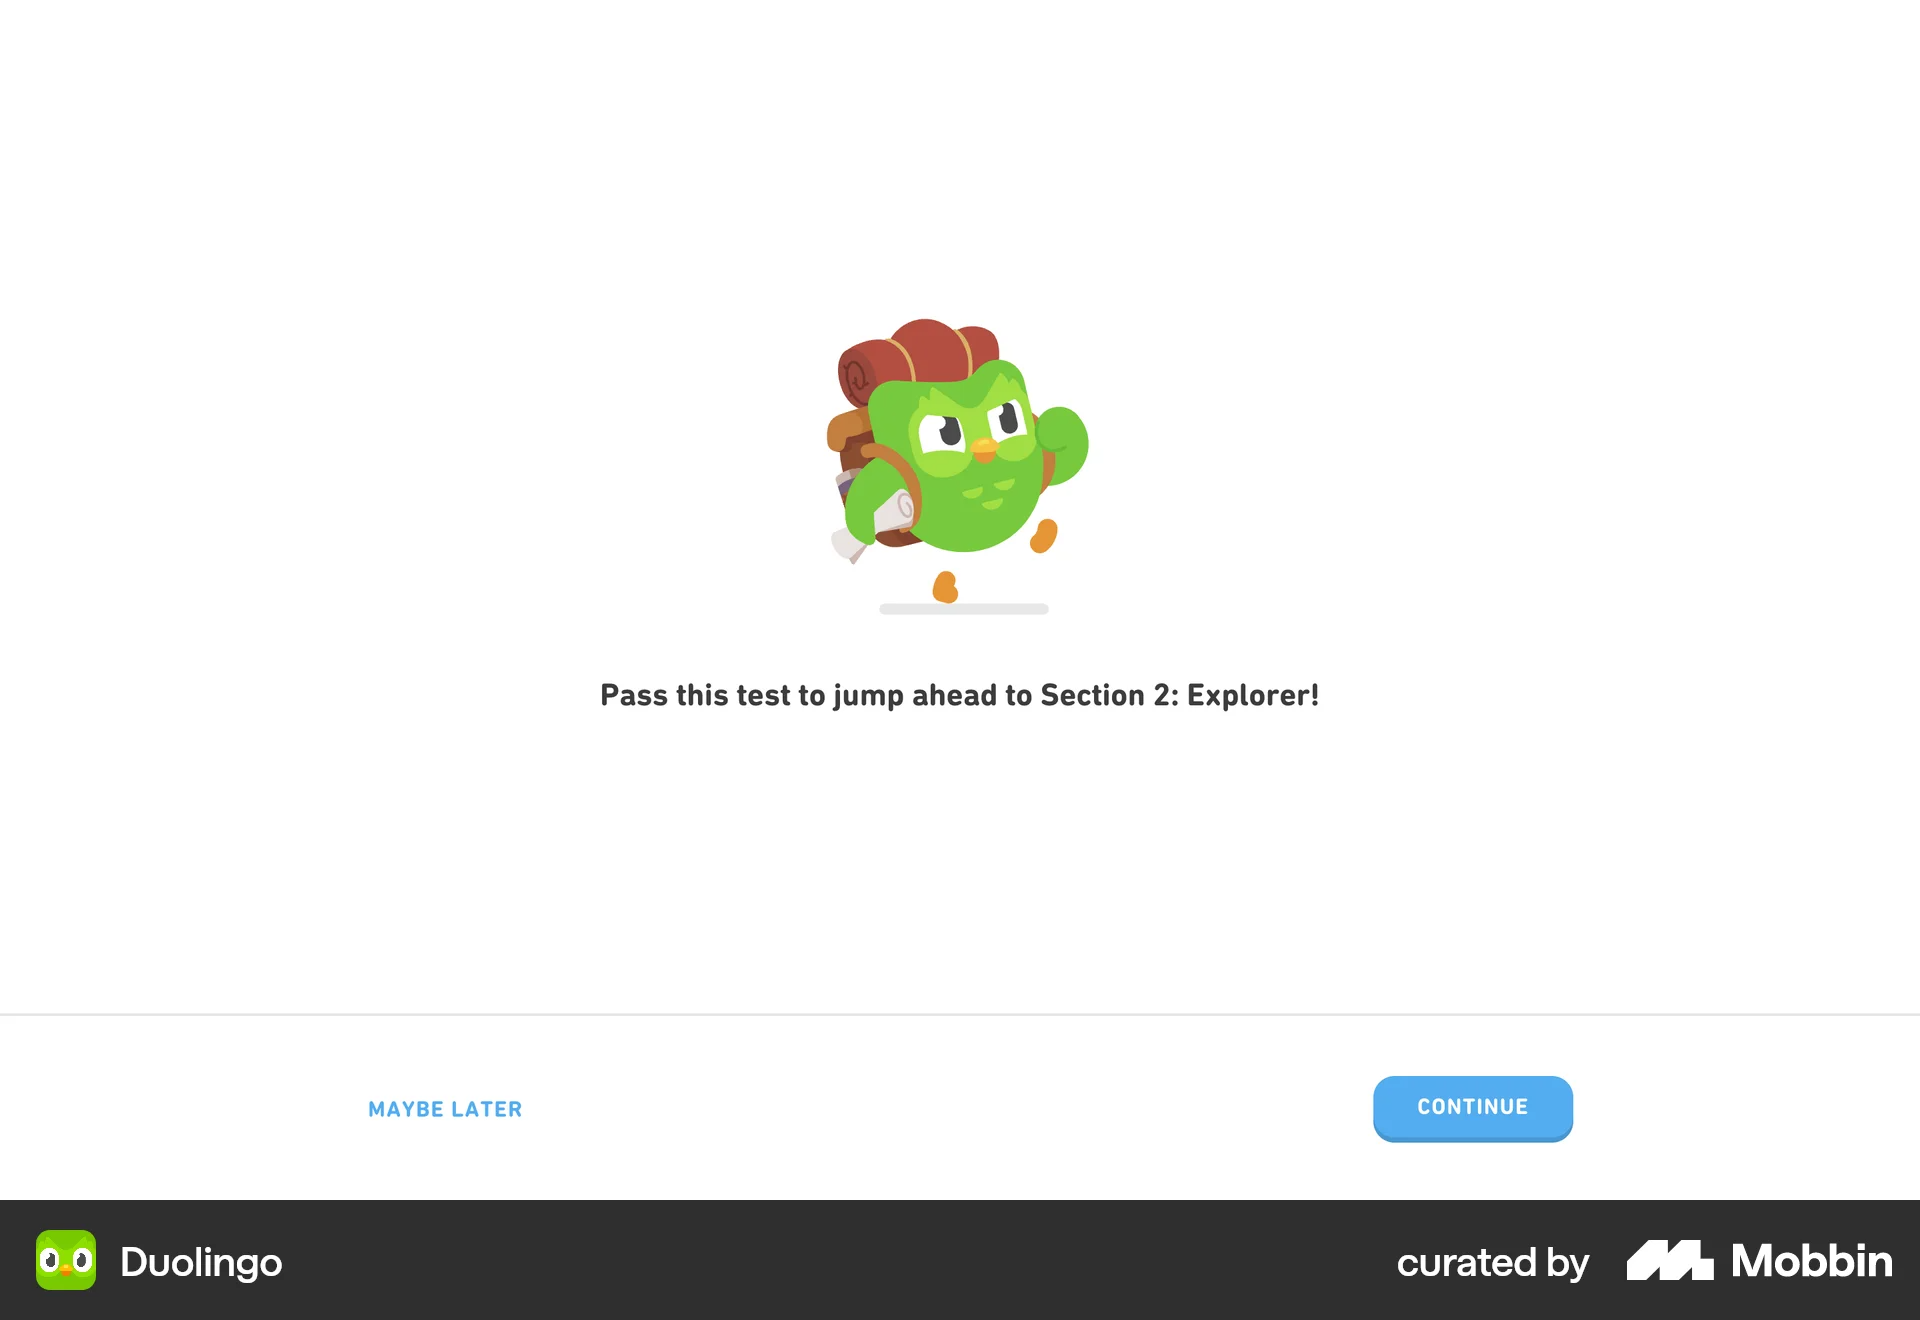 Pass this test to jump ahead to Section 2: Explorer!
MAYBE LATER
CONTINUE
Duolingo
curated by
Mobbin